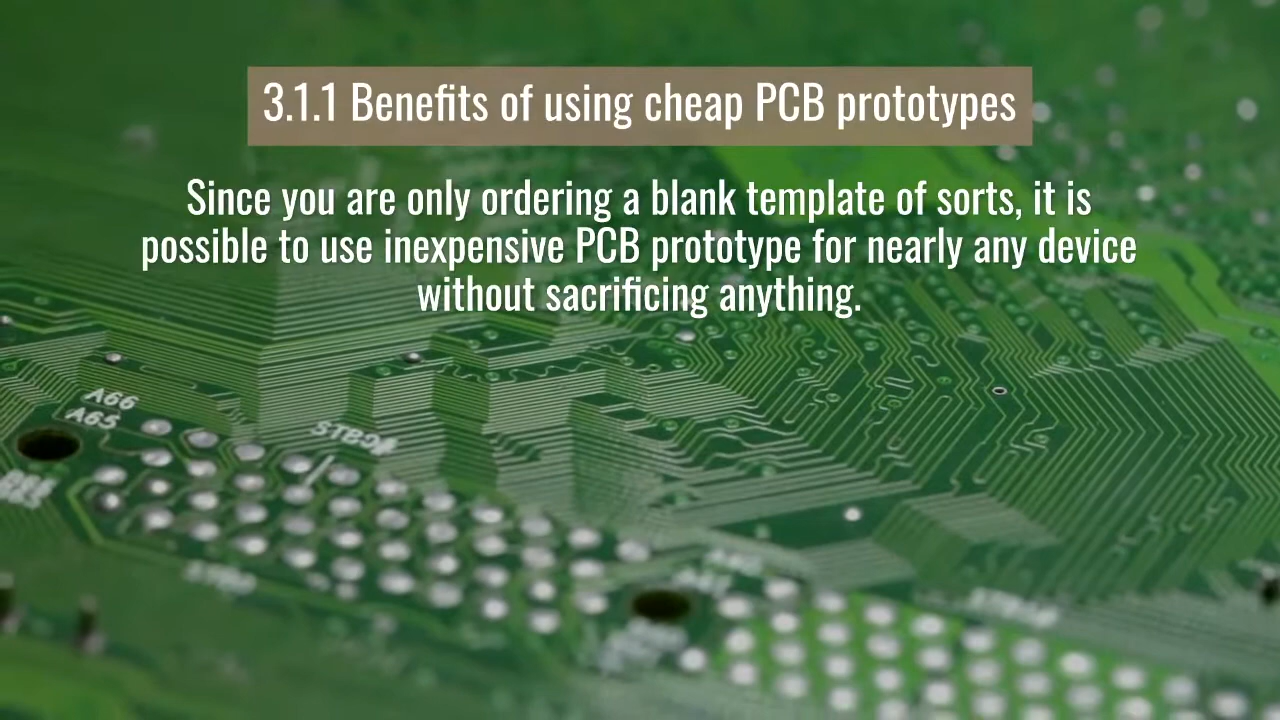 3.1.1 Benefits of using cheap PCB prototypes
Since you are only ordering a blank template of sorts, it is
possible to use inexpensive PCB prototype for nearly any device
without sacrificing anything.
A66
A65